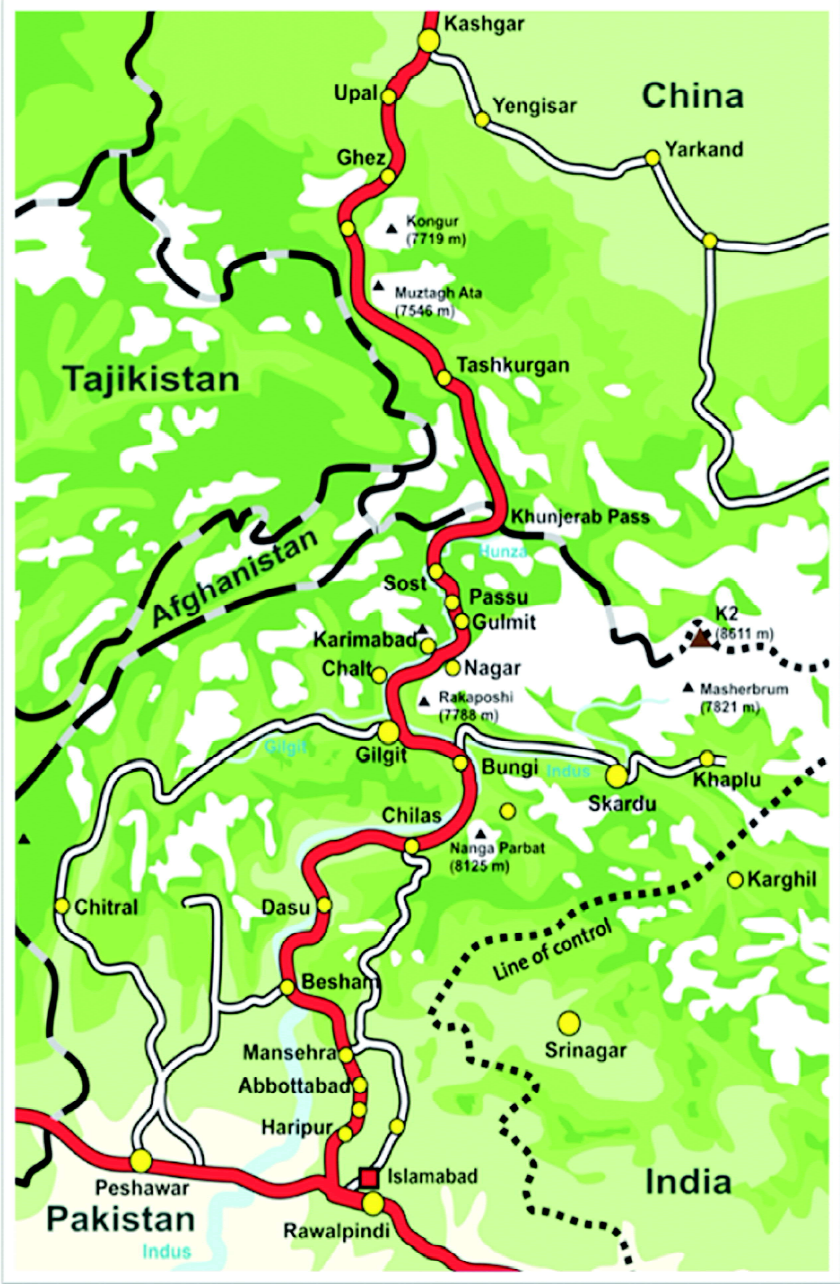 Kashgar
China
Upal
Yengisar
Yarkand
Ghez
Kongur
(7719 m)
Muztagh Ata
(7546 m)
Tashkurgan
Tajikistan
Khunjerab Pass
Hunza
Afghanistan
Sost
Passu
Gulmit
K2
(8611 m)
Karimabad
Chalt
Nagar
Rakaposhi
(7788 m)
Masherbrum
(7821 m)
Gilgit
Gilgit
Bungi
Indus
Skardu
Khaplu
Chilas
Nanga Parbat
(8125 m)
Karghil
Chitral
Dasu
Line of control
Besham
Srinagar
Mansehra
Abbottabad
Haripur
Islamabad
India
Peshawar
Pakistan
Rawalpindi
Indus